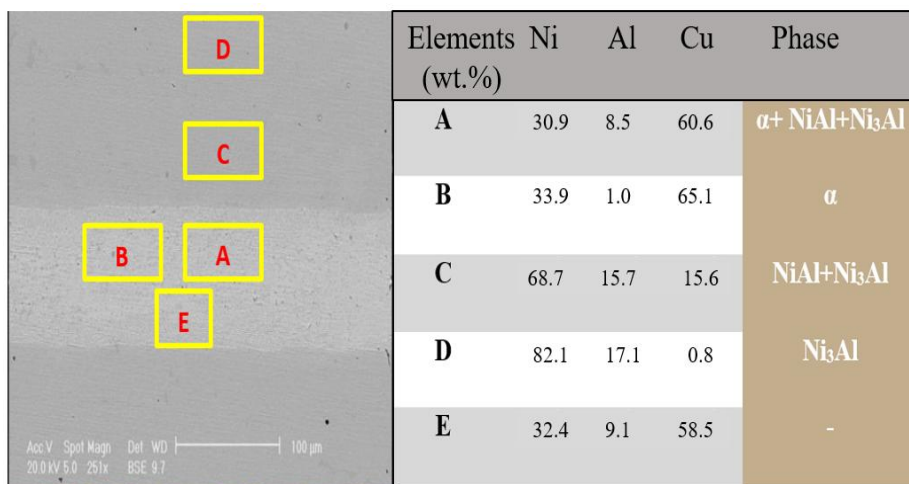 D
C
B A
E
Acc.V Spot Magn Det WD 100 µm
20.0 kV 5.0 251x BSE 9.7
Elements Ni Al Cu Phase
(wt.%)
A 30.9 8.5 60.6 α+ NiAl+Ni₃Al
B 33.9 1.0 65.1 α
C 68.7 15.7 15.6 NiAl+Ni₃Al
D 82.1 17.1 0.8 Ni₃Al
E 32.4 9.1 58.5 -